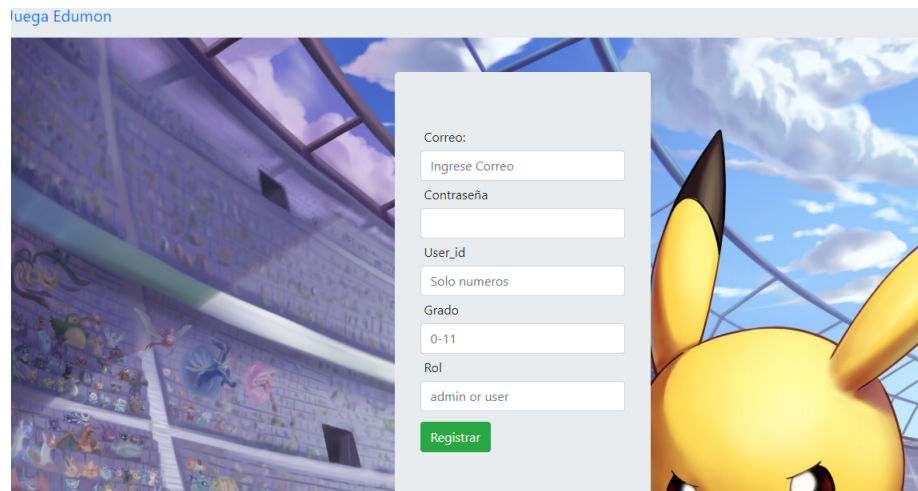 Juega Edumon
Correo:
Ingrese Correo
Contraseña
User_id
Solo numeros
Grado
0-11
Rol
admin or user
Registrar